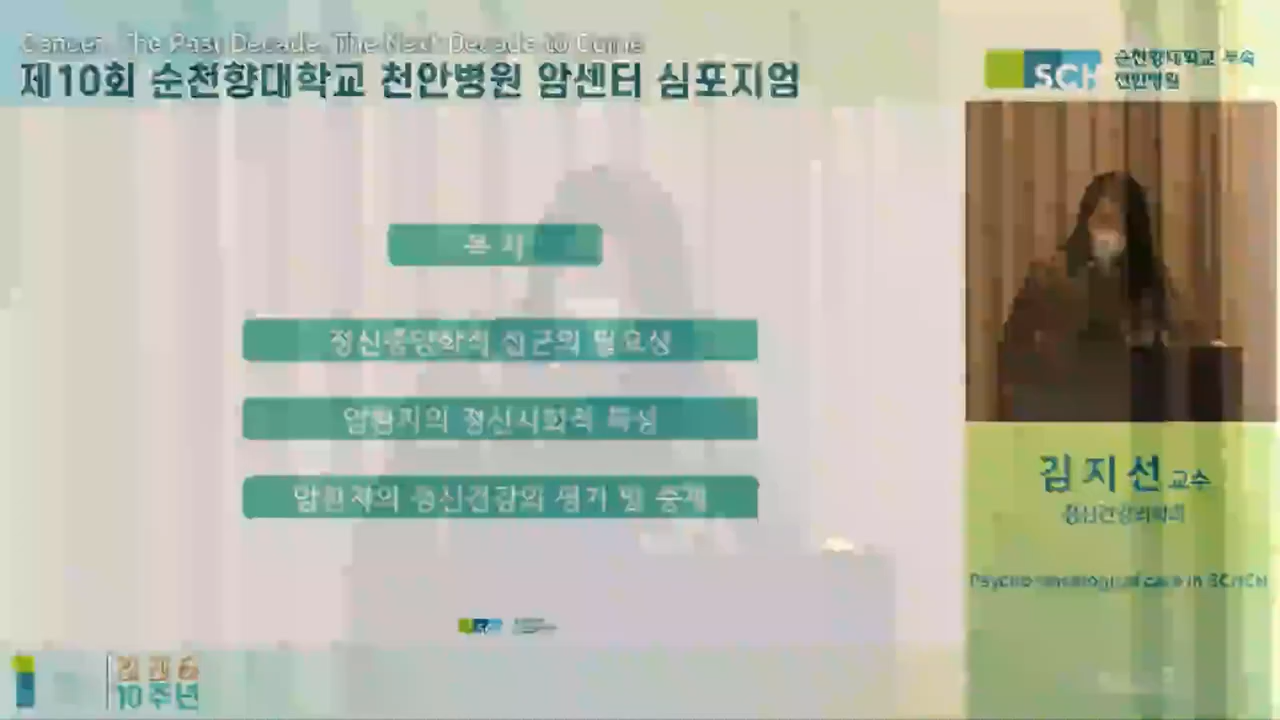 Cancer: The Past Decade, The Next Decade to Come
제10회 순천향대학교 천안병원 암센터 심포지엄
SCH 순천향대학교 부속
천안병원
목 차
정신종양학적 접근의 필요성
암환자의 정신사회적 특성
암환자의 정신건강의 평가 및 중재
김지선 교수
정신건강의학과
care in SCHCH
10주년